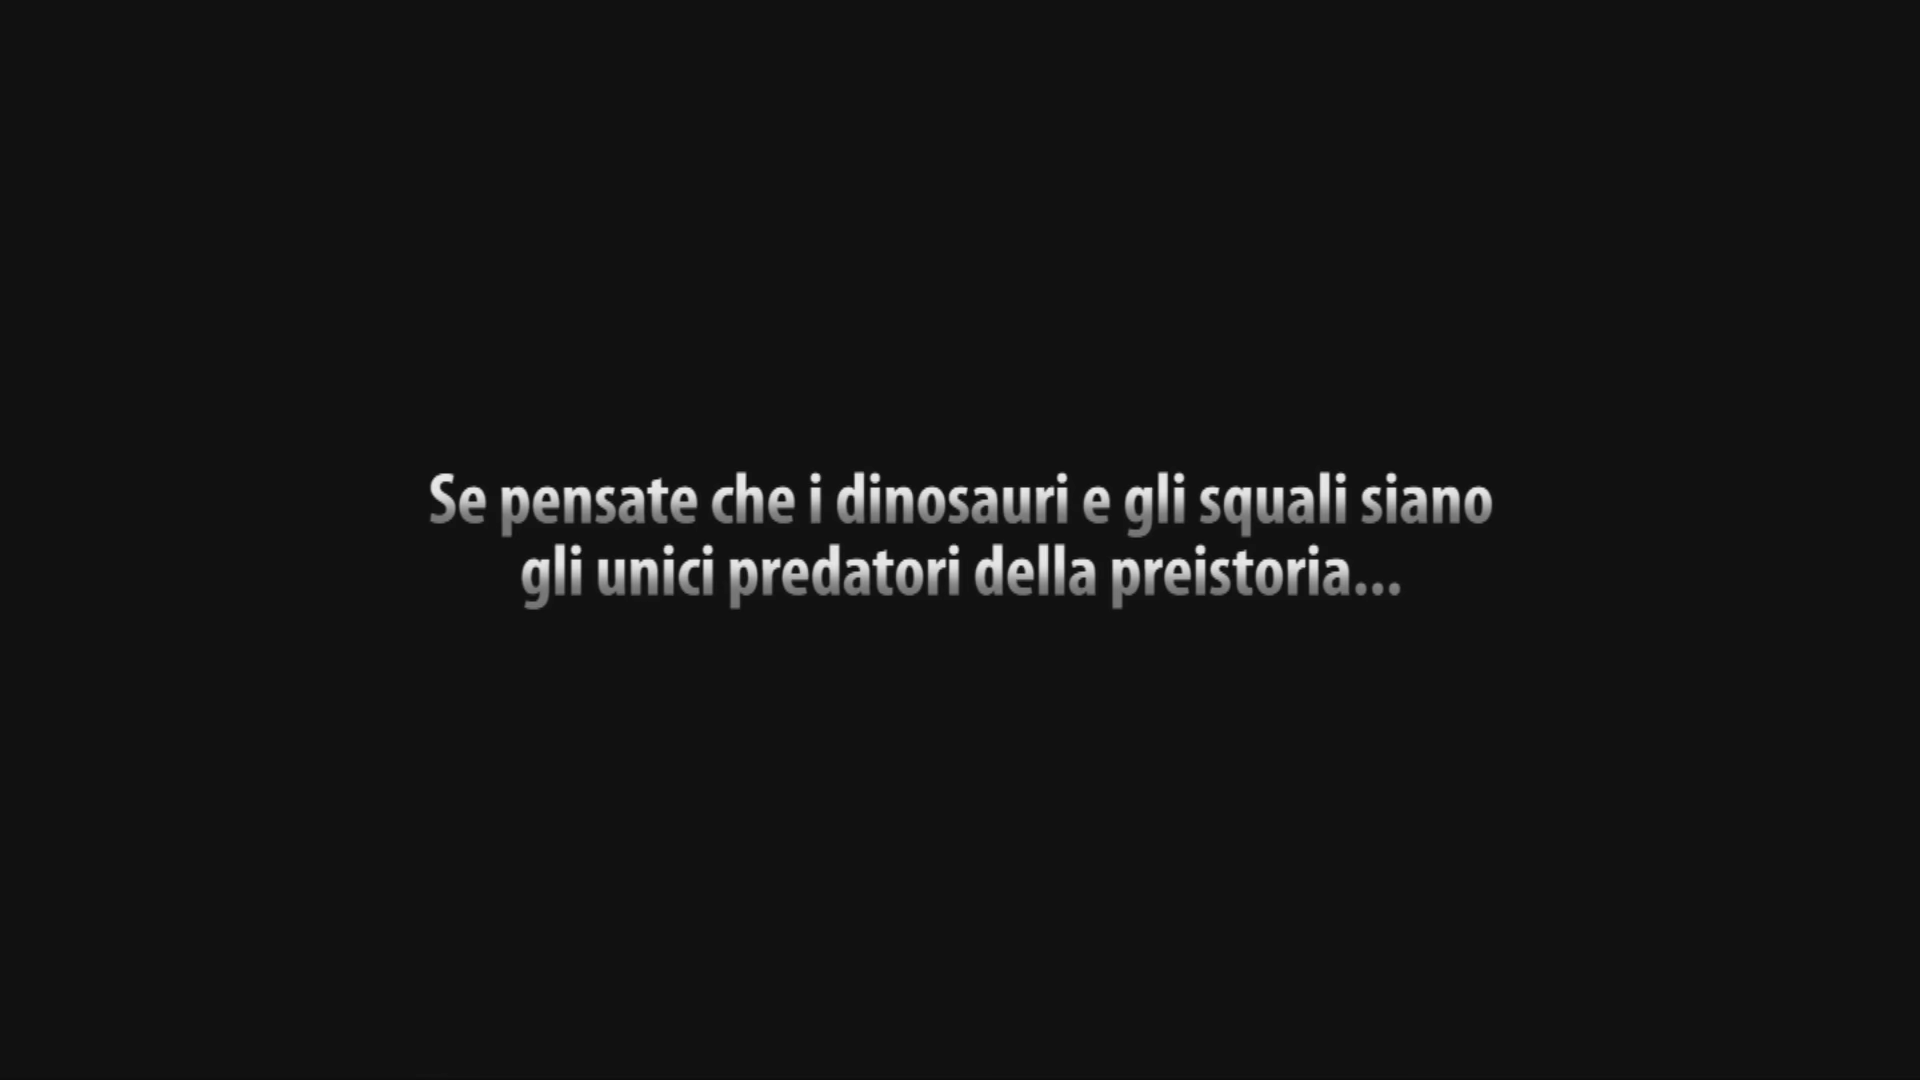 Se pensate che i dinosauri e gli squali siano
gli unici predatori della preistoria...